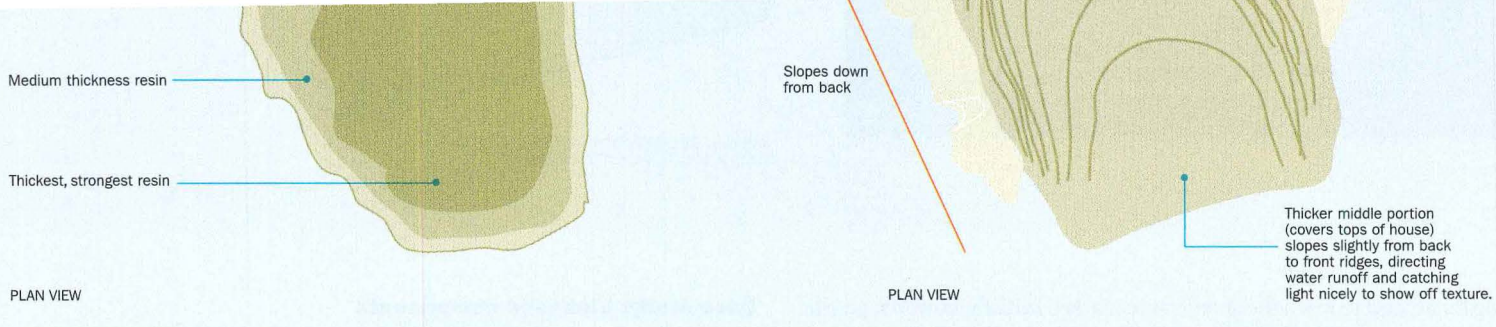 Medium thickness resin
Thickest, strongest resin
PLAN VIEW
Slopes down
from back
Thicker middle portion
(covers tops of house)
slopes slightly from back
to front ridges, directing
water runoff and catching
light nicely to show off texture.
PLAN VIEW